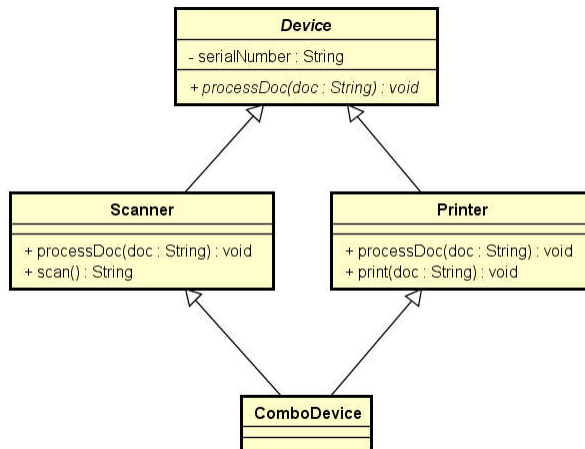 Device
- serialNumber : String
+ processDoc(doc : String) : void
Scanner
+ processDoc(doc : String) : void
+ scan() : String
Printer
+ processDoc(doc : String) : void
+ print(doc : String) : void
ComboDevice